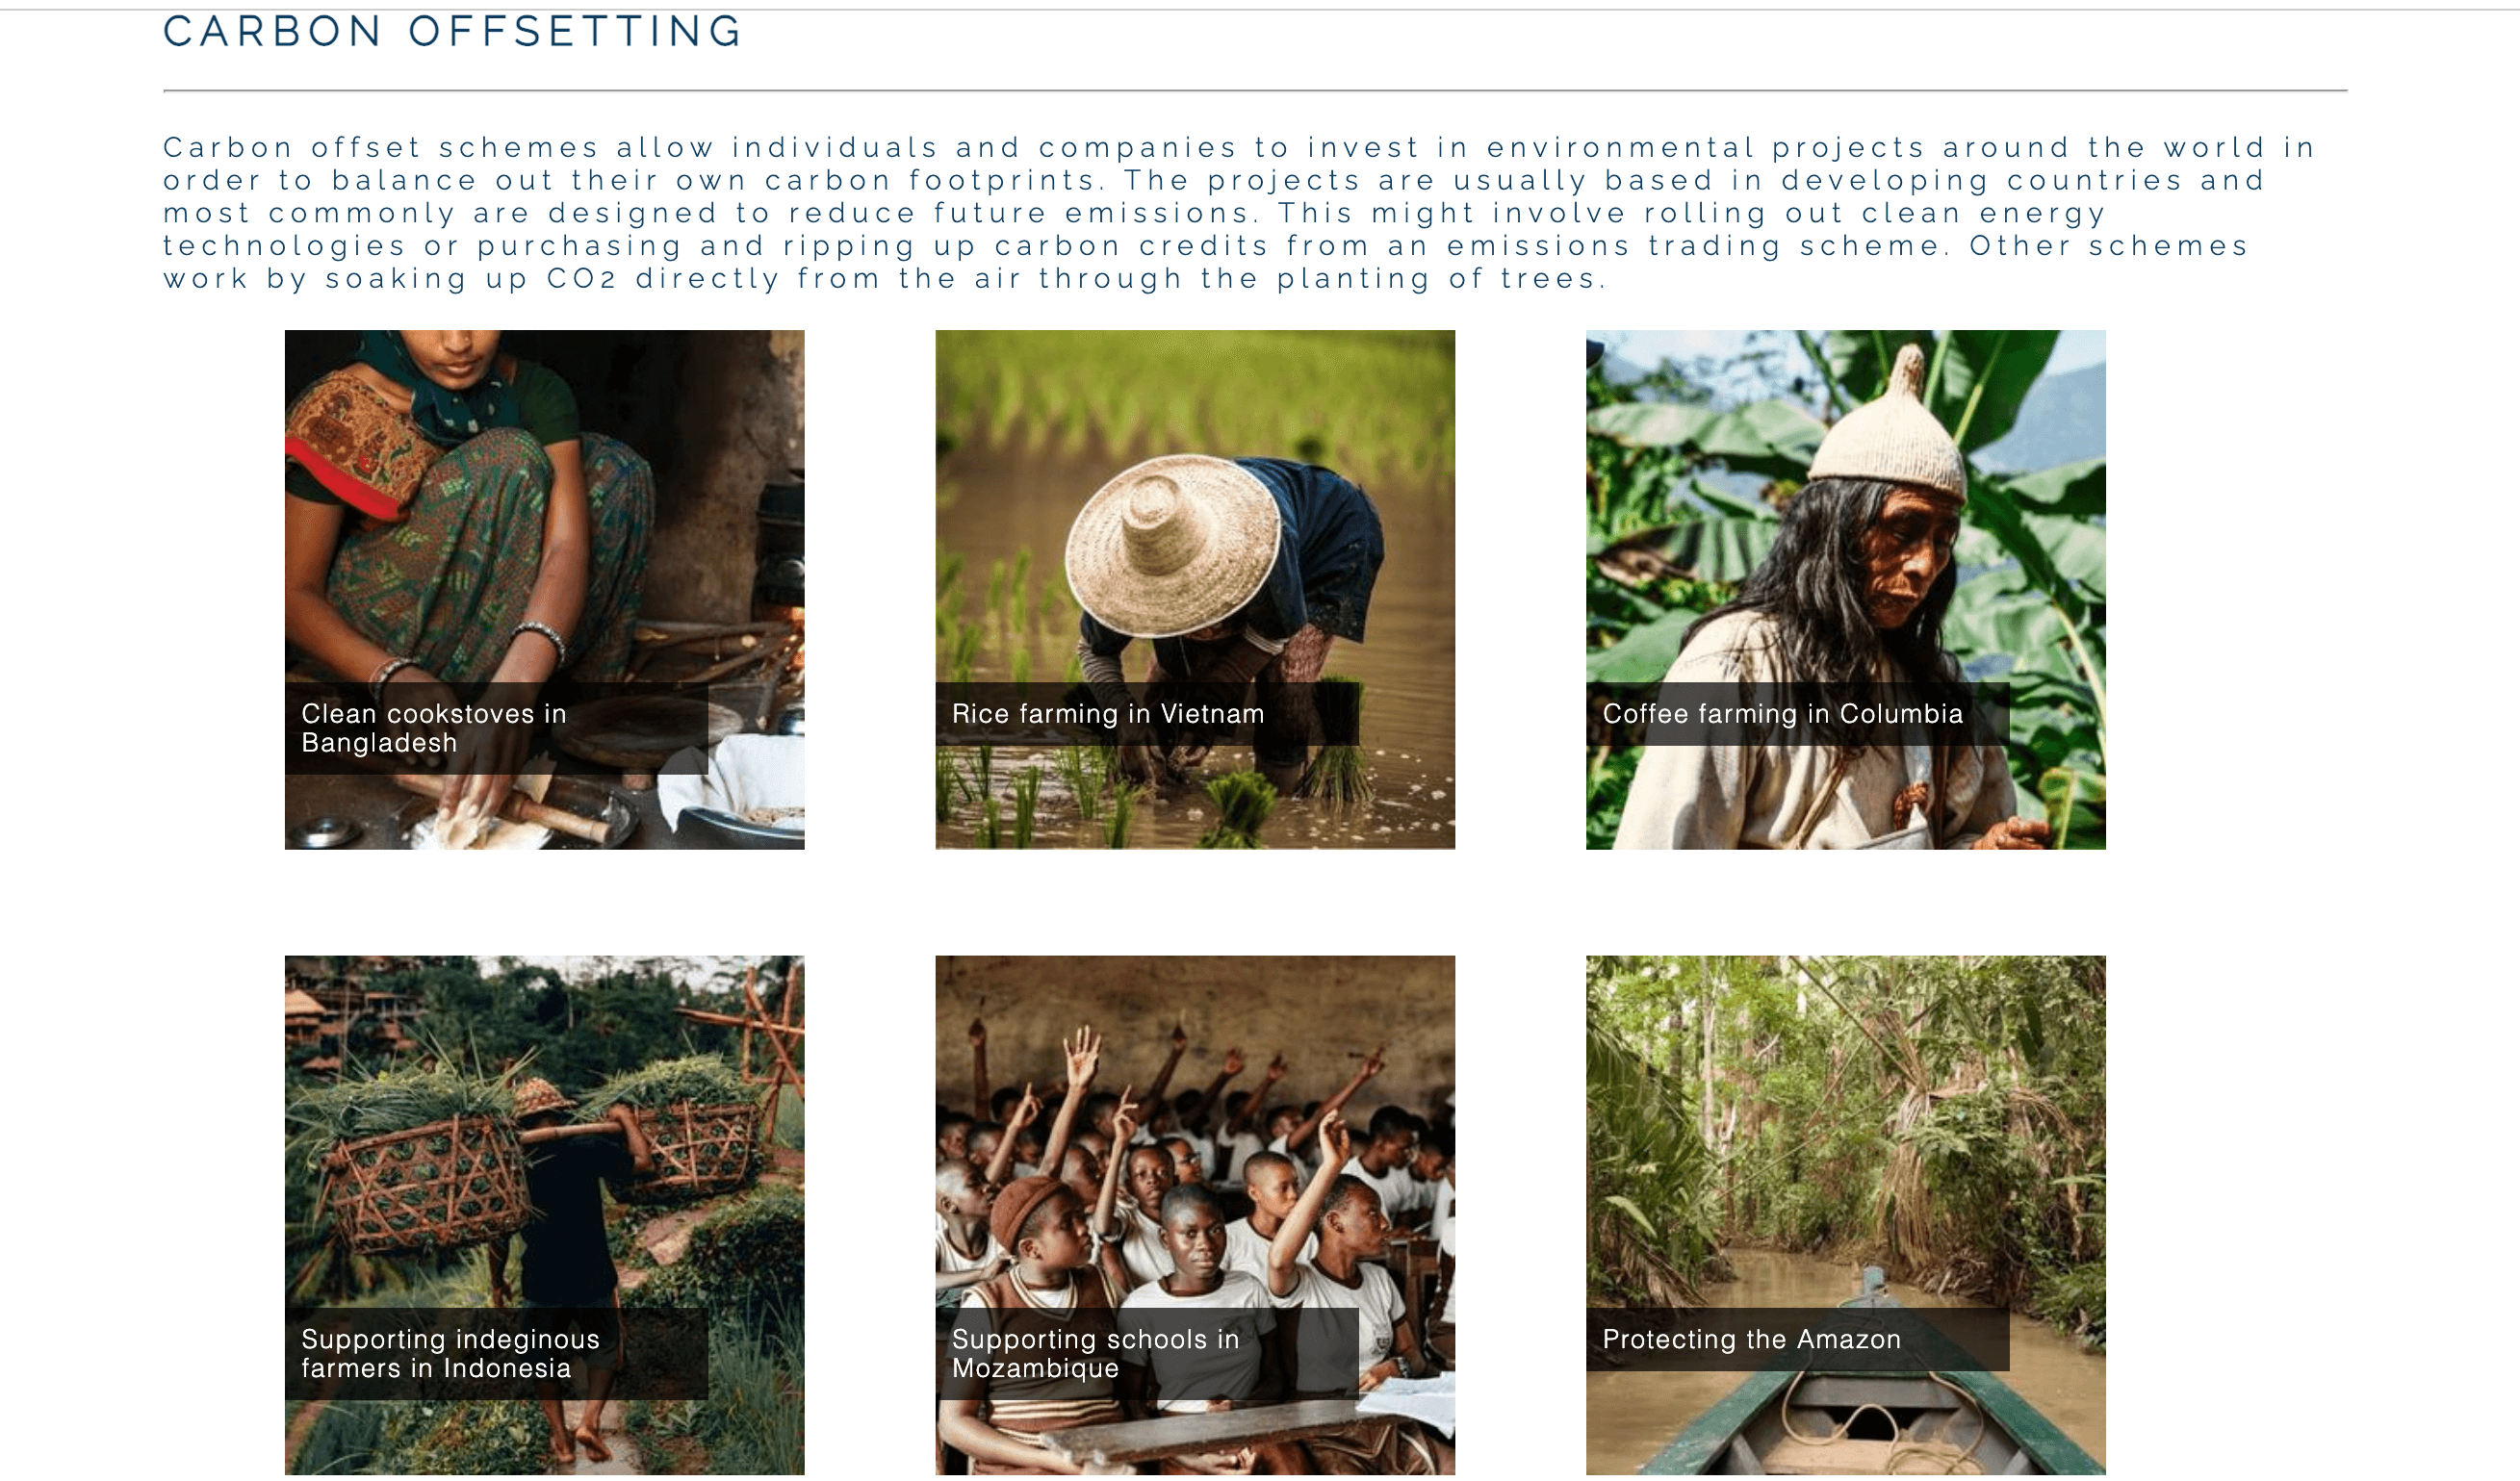 CARBON OFFSETTING
Carbon offset schemes allow individuals and companies to invest in environmental projects around the world in
order to balance out their own carbon footprints. The projects are usually based in developing countries and
most commonly are designed to reduce future emissions. This might involve rolling out clean energy
technologies or purchasing and ripping up carbon credits from an emissions trading scheme. Other schemes
work by soaking up CO2 directly from the air through the planting of trees.
Clean cookstoves in
Bangladesh
Rice farming in Vietnam
Coffee farming in Columbia
Supporting indeginous
farmers in Indonesia
Supporting schools in
Mozambique
Protecting the Amazon